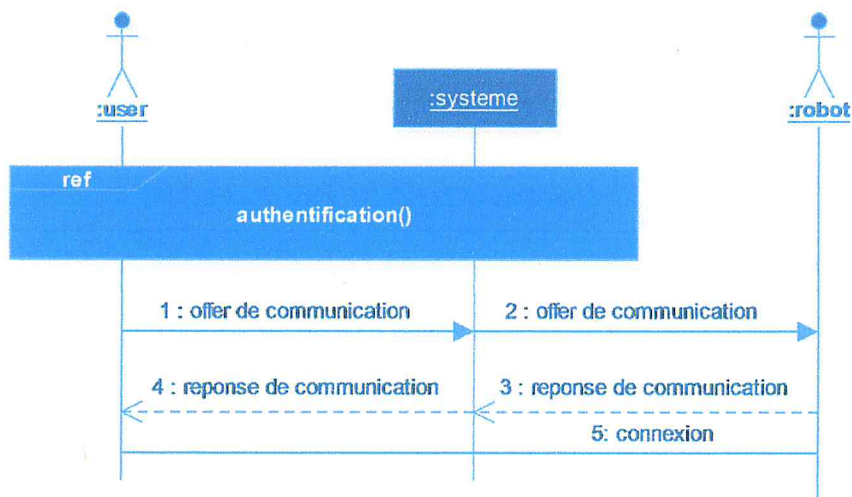 :user
:systeme
:robot
ref
authentification()
1 : offer de communication
2 : offer de communication
4 : reponse de communication
3 : reponse de communication
5: connexion